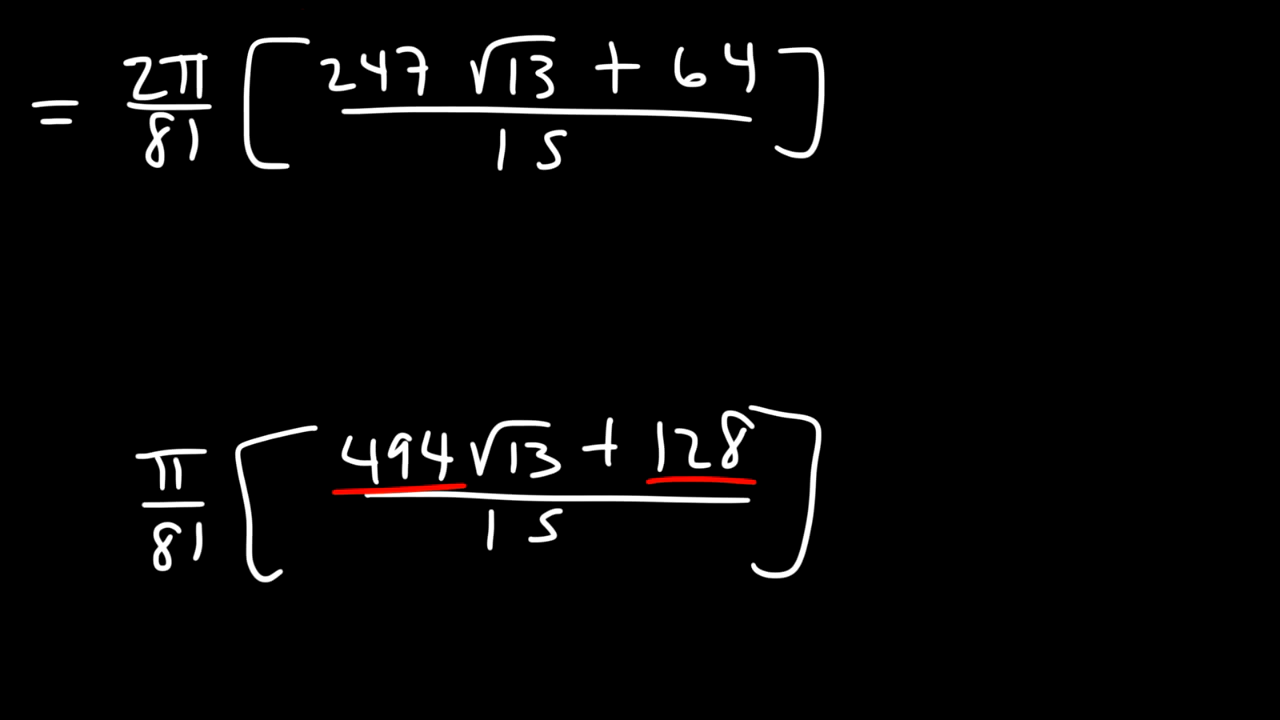 = 2π/81 [ (247 √13 + 64)/15 ]
π/81 [ (494√13 + 128)/15 ]